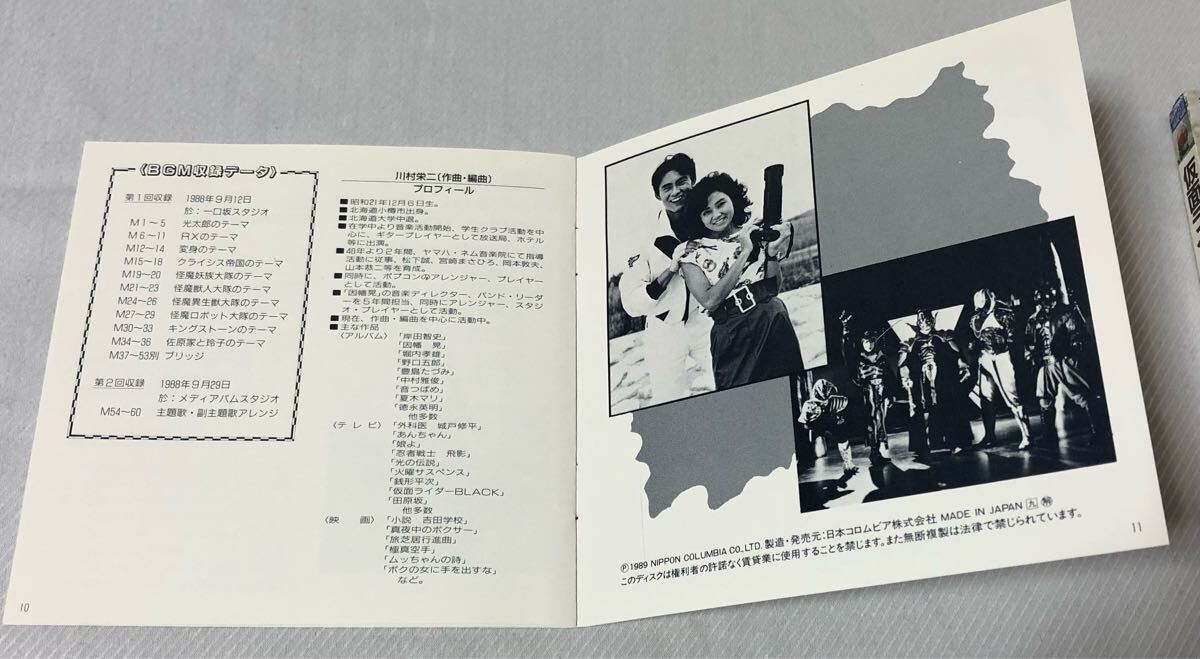 〈BGM収録データ〉
第1回収録 1988年9月12日
於:一口坂スタジオ
M1〜5 光太郎のテーマ
M6〜11 RXのテーマ
M12〜14 変身のテーマ
M15〜18 クライシス帝国のテーマ
M19〜20 怪魔妖族大隊のテーマ
M21〜23 怪魔獣人大隊のテーマ
M24〜26 怪魔異生獣大隊のテーマ
M27〜29 怪魔ロボット大隊のテーマ
M30〜33 キングストーンのテーマ
M34〜36 佐原家と玲子のテーマ
M37〜53別 ブリッジ
第2回収録 1988年9月29日
於:メディアバムスタジオ
M54〜60 主題歌・副主題歌アレンジ
10
川村栄二(作曲・編曲)
プロフィール
■昭和21年12月6日生。
■北海道小樽市出身。
■北海道大学中退。
■在学中より音楽活動開始、学生クラブ活動を中
心に、ギタープレイヤーとして放送局、ホテル
等に出演。
■48年より2年間、ヤマハ・ネム音楽院にて指導
活動に従事、松下誠、宮崎まさひろ、岡本敦夫、
山本恭二等を育成。
■同時に、ポプコンのアレンジャー、プレイヤー
として活動。
■「因幡晃」の音楽ディレクター、バンド・リーダ
ーを5年間担当、同時にアレンジャー、スタジ
オ・プレイヤーとして活動。
■現在、作曲・編曲を中心に活動中。
■主な作品
〈アルバム〉「岸田智史」
「因幡 晃」
「堀内孝雄」
「野口五郎」
「豊島たづみ」
「中村雅俊」
「音つばめ」
「夏木マリ」
「徳永英明」
他多数
〈テレビ〉「外科医 城戸修平」
「あんちゃん」
「娘よ」
「忍者戦士 飛影」
「光の伝説」
「火曜サスペンス」
「銭形平次」
「仮面ライダーBLACK」
「田原坂」
他多数
〈映 画〉「小説 吉田学校」
「真夜中のボクサー」
「旅芝居行進曲」
「極真空手」
「ムッちゃんの詩」
「ボクの女に手を出すな」
など。
Ⓟ1989 NIPPON COLUMBIA CO., LTD. 製造・発売元:日本コロムビア株式会社 MADE IN JAPAN 九
このディスクは権利者の許諾なく賃貸業に使用することを禁じます。また無断複製は法律で禁じられています。
11
仮面